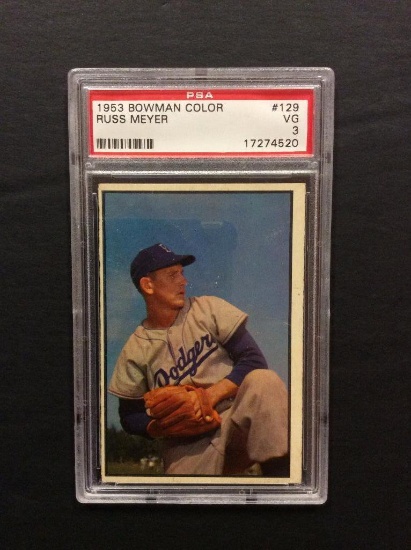 PSA
1953 BOWMAN COLOR #129
RUSS MEYER VG
3
17274520
Dodgers